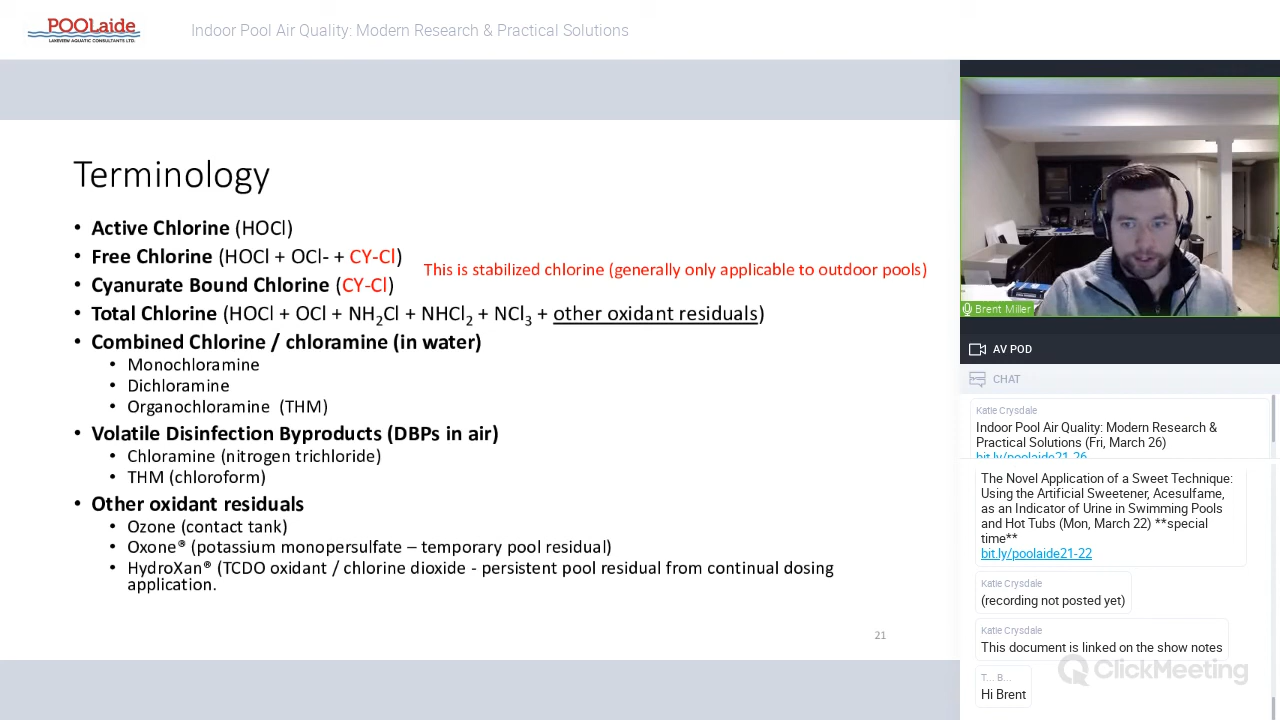 POOLaide
LAKEVIEW AQUATIC CONSULTANTS LTD.
Indoor Pool Air Quality: Modern Research & Practical Solutions
Terminology
• Active Chlorine (HOCl)
• Free Chlorine (HOCl + OCl- + CY-Cl)
This is stabilized chlorine (generally only applicable to outdoor pools)
• Cyanurate Bound Chlorine (CY-Cl)
• Total Chlorine (HOCl + OCl + NH2Cl + NHCl2 + NCl3 + other oxidant residuals)
• Combined Chlorine / chloramine (in water)
• Monochloramine
• Dichloramine
• Organochloramine (THM)
• Volatile Disinfection Byproducts (DBPs in air)
• Chloramine (nitrogen trichloride)
• THM (chloroform)
• Other oxidant residuals
• Ozone (contact tank)
• Oxone® (potassium monopersulfate – temporary pool residual)
• HydroXan® (TCDO oxidant / chlorine dioxide - persistent pool residual from continual dosing
application.
21
Brent Miller
AV POD
CHAT
Katie Crysdale
Indoor Pool Air Quality: Modern Research &
Practical Solutions (Fri, March 26)
bit.ly/poolaide21-26
The Novel Application of a Sweet Technique:
Using the Artificial Sweetener, Acesulfame,
as an Indicator of Urine in Swimming Pools
and Hot Tubs (Mon, March 22) **special
time**
bit.ly/poolaide21-22
Katie Crysdale
(recording not posted yet)
Katie Crysdale
This document is linked on the show notes
ClickMeeting
T... B...
Hi Brent